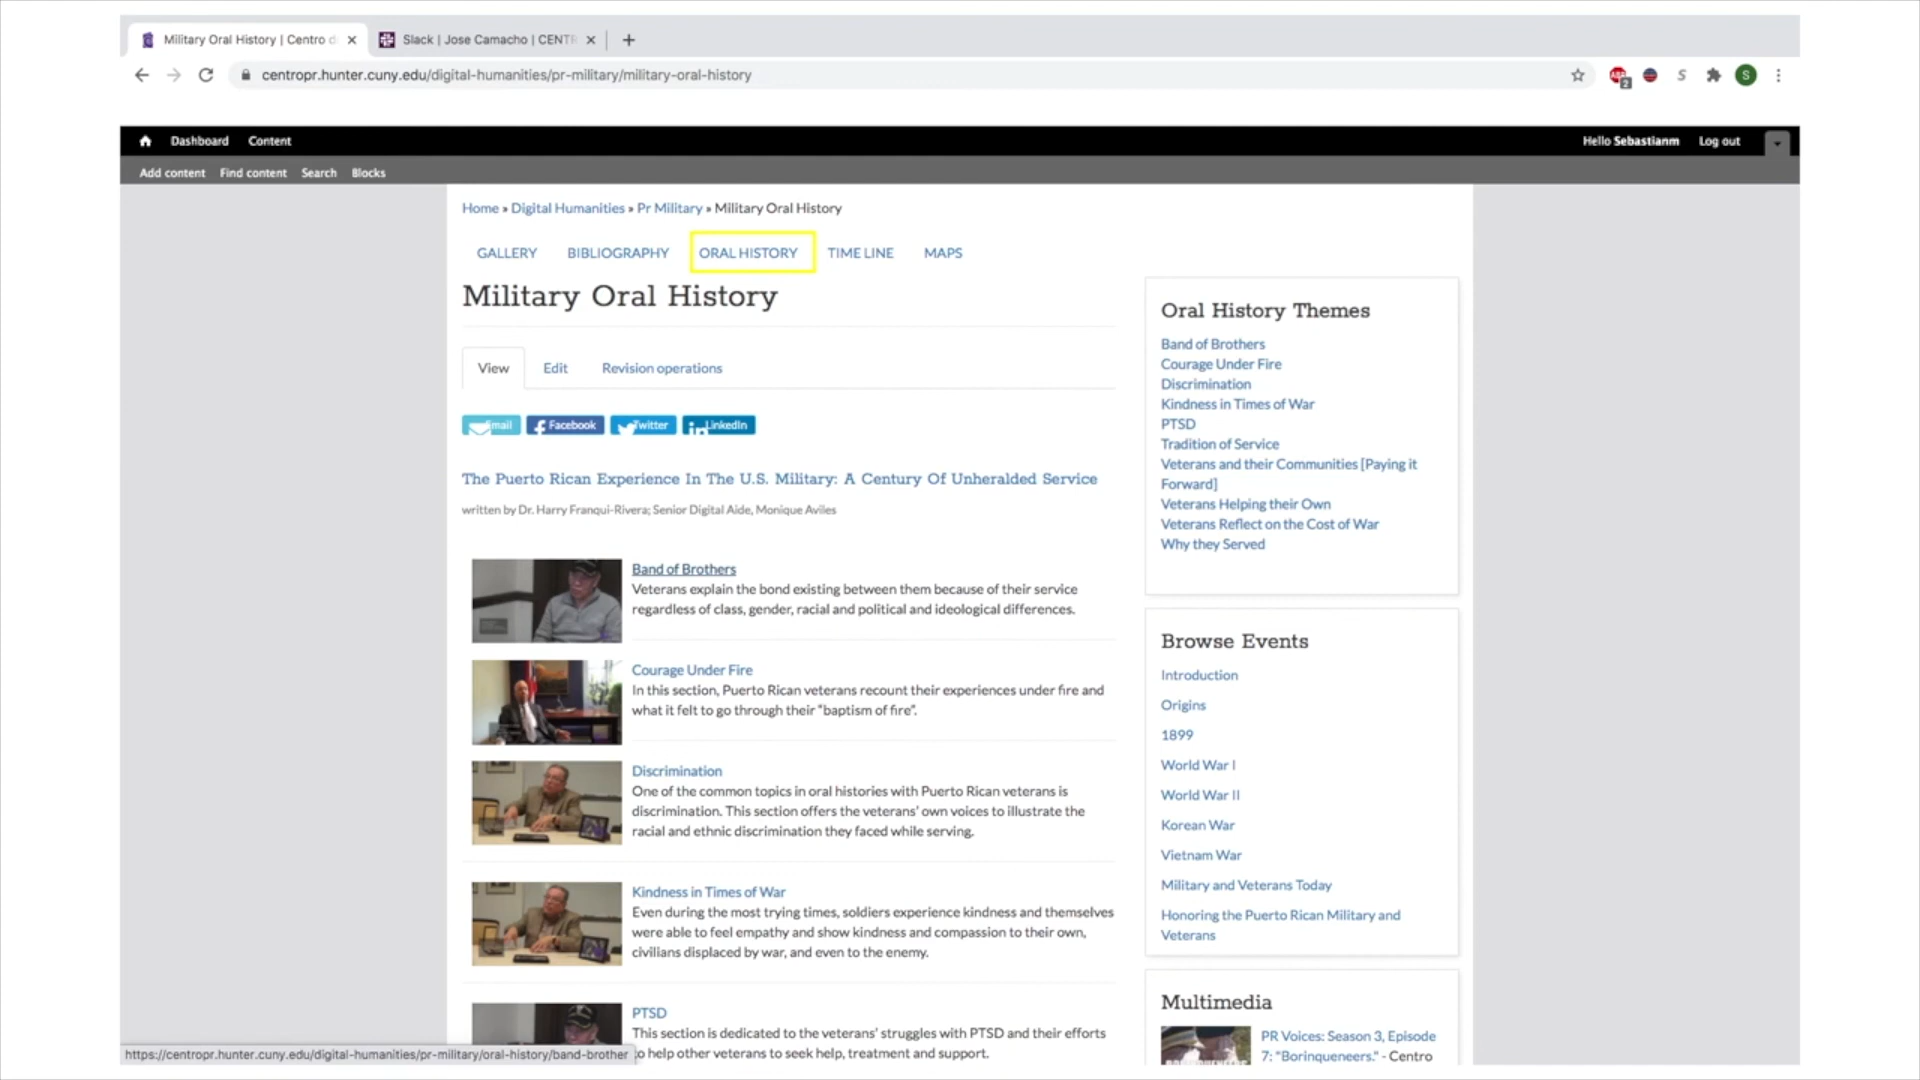 Military Oral History | Centro d
Slack | Jose Camacho | CENTR
centropr.hunter.cuny.edu/digital-humanities/pr-military/military-oral-history
ABP
2
S
S
Dashboard Content
Hello Sebastianm Log out
Add content Find content Search Blocks
Home » Digital Humanities » Pr Military » Military Oral History
GALLERY BIBLIOGRAPHY ORAL HISTORY TIME LINE MAPS
Military Oral History
View Edit Revision operations
Email Facebook Twitter LinkedIn
The Puerto Rican Experience In The U.S. Military: A Century Of Unheralded Service
written by Dr. Harry Franqui-Rivera; Senior Digital Aide, Monique Aviles
Band of Brothers
Veterans explain the bond existing between them because of their service
regardless of class, gender, racial and political and ideological differences.
Courage Under Fire
In this section, Puerto Rican veterans recount their experiences under fire and
what it felt to go through their “baptism of fire”.
Discrimination
One of the common topics in oral histories with Puerto Rican veterans is
discrimination. This section offers the veterans’ own voices to illustrate the
racial and ethnic discrimination they faced while serving.
Kindness in Times of War
Even during the most trying times, soldiers experience kindness and themselves
were able to feel empathy and show kindness and compassion to their own,
civilians displaced by war, and even to the enemy.
PTSD
This section is dedicated to the veterans’ struggles with PTSD and their efforts
to help other veterans to seek help, treatment and support.
https://centropr.hunter.cuny.edu/digital-humanities/pr-military/oral-history/band-brother
Oral History Themes
Band of Brothers
Courage Under Fire
Discrimination
Kindness in Times of War
PTSD
Tradition of Service
Veterans and their Communities [Paying it
Forward]
Veterans Helping their Own
Veterans Reflect on the Cost of War
Why they Served
Browse Events
Introduction
Origins
1899
World War I
World War II
Korean War
Vietnam War
Military and Veterans Today
Honoring the Puerto Rican Military and
Veterans
Multimedia
PR Voices: Season 3, Episode
7: “Borinqueneers.” - Centro